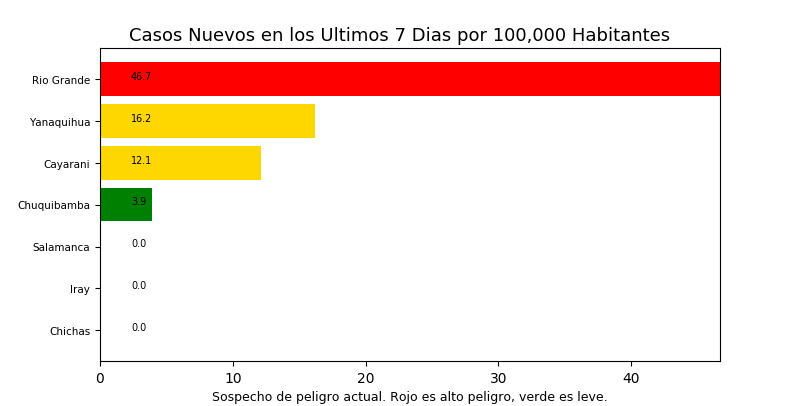 Casos Nuevos en los Ultimos 7 Dias por 100,000 Habitantes
Rio Grande 46.7
Yanaquihua 16.2
Cayarani 12.1
Chuquibamba 3.9
Salamanca 0.0
Iray 0.0
Chichas 0.0
0 10 20 30 40
Sospecho de peligro actual. Rojo es alto peligro, verde es leve.